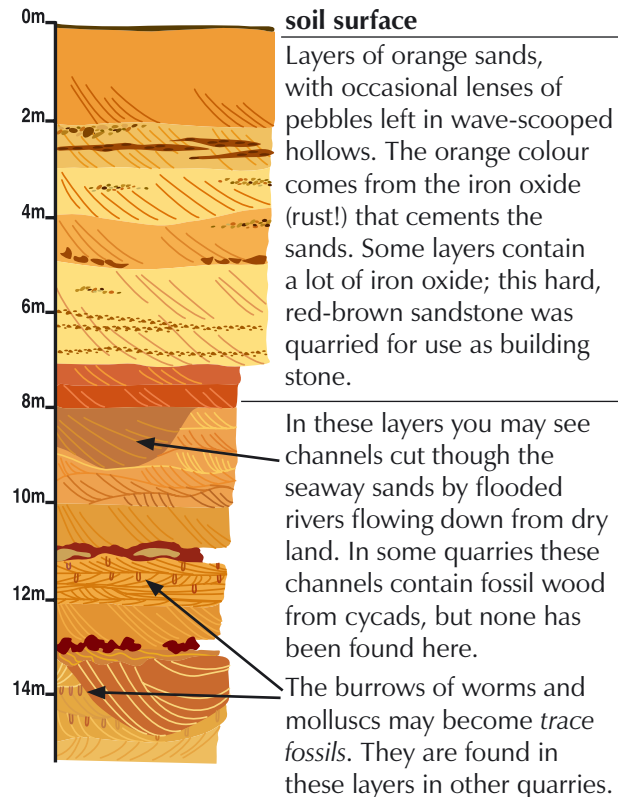 0m
2m
4m
6m
8m
10m
12m
14m
soil surface
Layers of orange sands,
with occasional lenses of
pebbles left in wave-scooped
hollows. The orange colour
comes from the iron oxide
(rust!) that cements the
sands. Some layers contain
a lot of iron oxide; this hard,
red-brown sandstone was
quarried for use as building
stone.
In these layers you may see
channels cut though the
seaway sands by flooded
rivers flowing down from dry
land. In some quarries these
channels contain fossil wood
from cycads, but none has
been found here.
The burrows of worms and
molluscs may become trace
fossils. They are found in
these layers in other quarries.